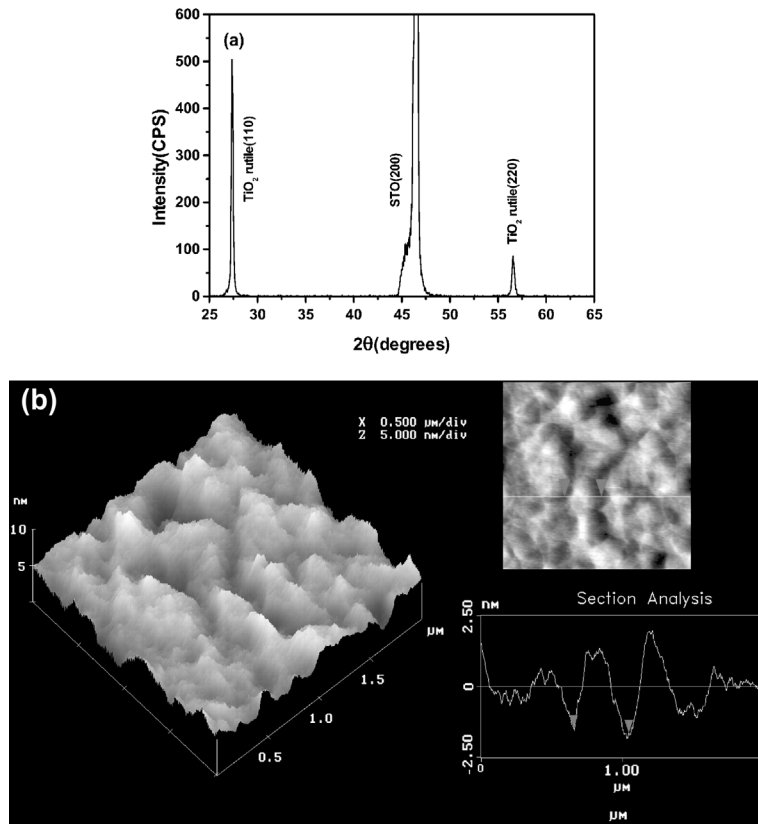 (a)
600
500
400
300
200
100
0
Intensity(CPS)
TiO2 rutile(110)
STO(200)
TiO2 rutile(220)
25 30 35 40 45 50 55 60 65
2θ(degrees)
(b)
X 0.500 µm/div
Z 5.000 nm/div
nM
10
5
µM
1.5
1.0
0.5
Section Analysis
nM
2.50
0
-2.50
-0 1.00
µM
µM